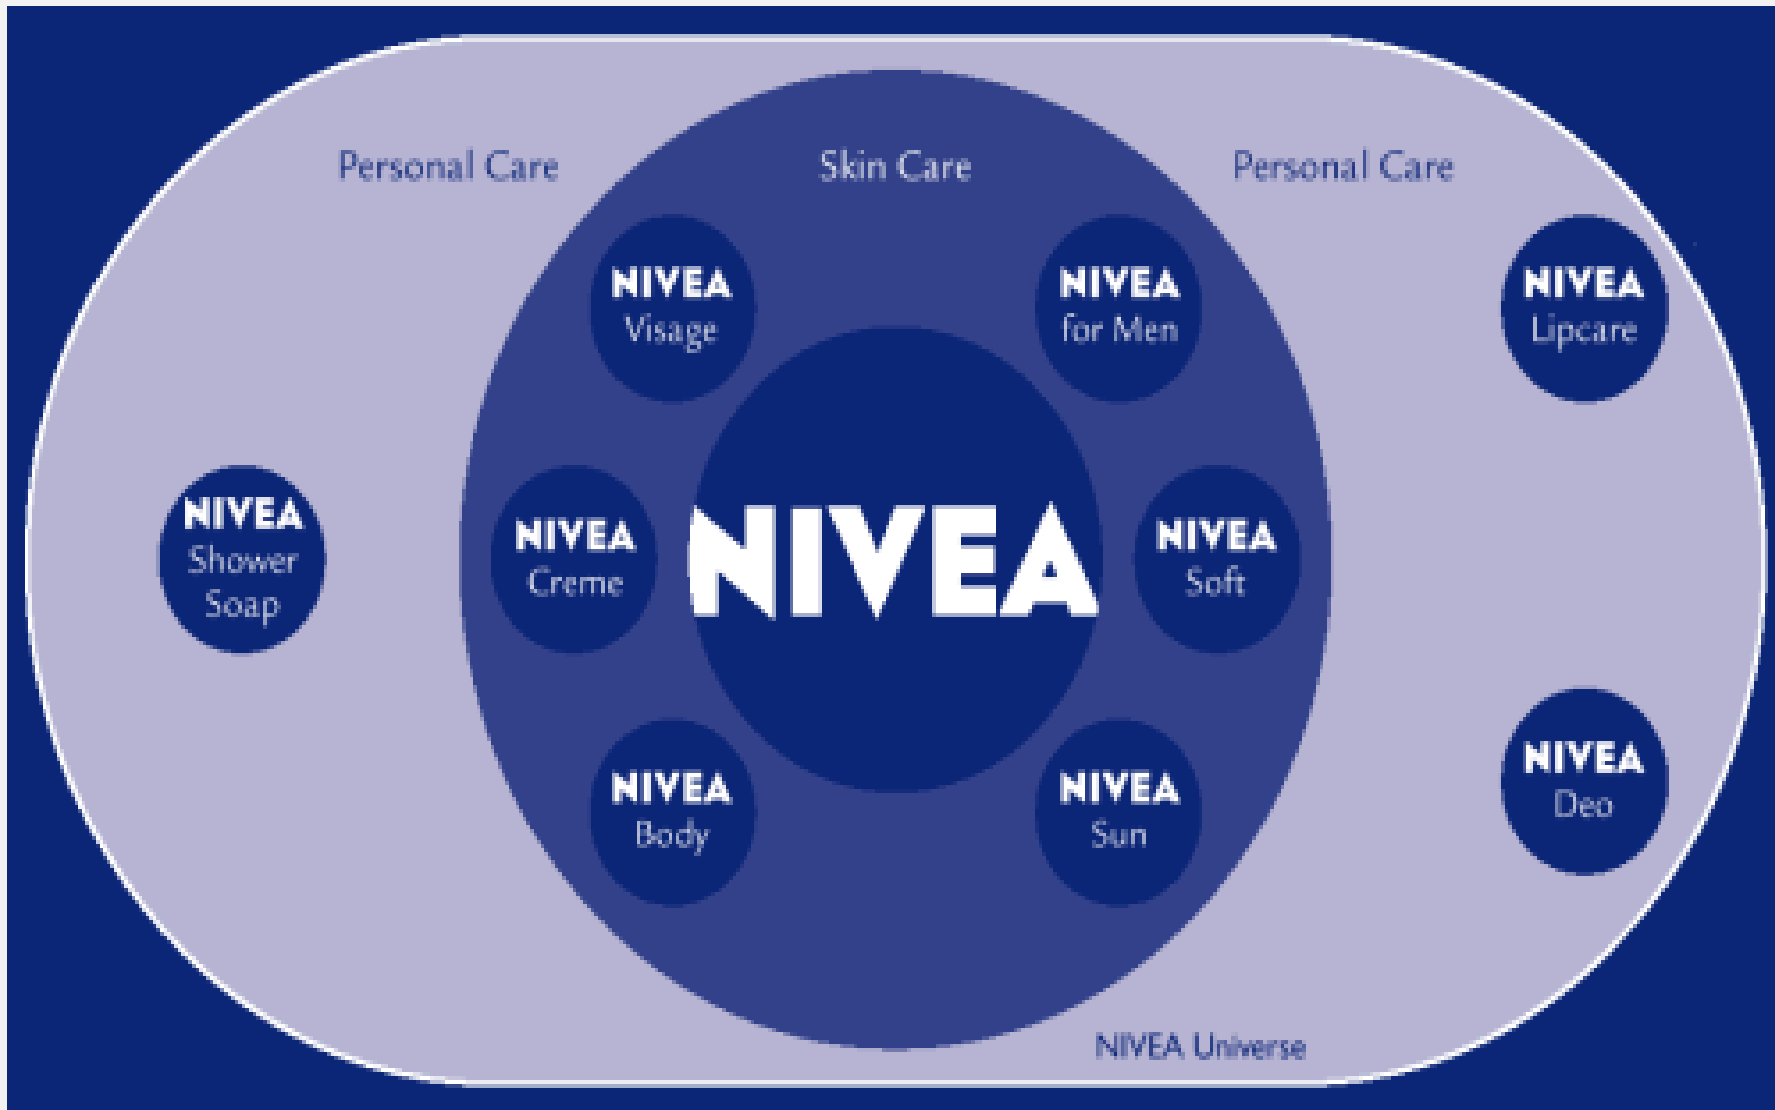 Personal Care
Skin Care
Personal Care
NIVEA
Visage
NIVEA
for Men
NIVEA
Lipcare
NIVEA
Shower
Soap
NIVEA
Creme
NIVEA
NIVEA
Soft
NIVEA
Body
NIVEA
Sun
NIVEA
Deo
NIVEA Universe